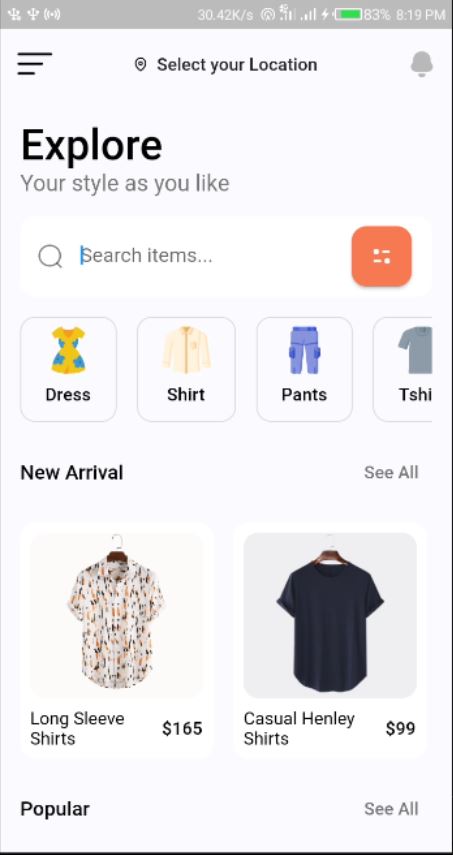 30.42K/s 4G 83% 8:19 PM
Select your Location
Explore
Your style as you like
Search items...
Dress Shirt Pants Tshi
New Arrival See All
Long Sleeve
Shirts $165
Casual Henley
Shirts $99
Popular See All